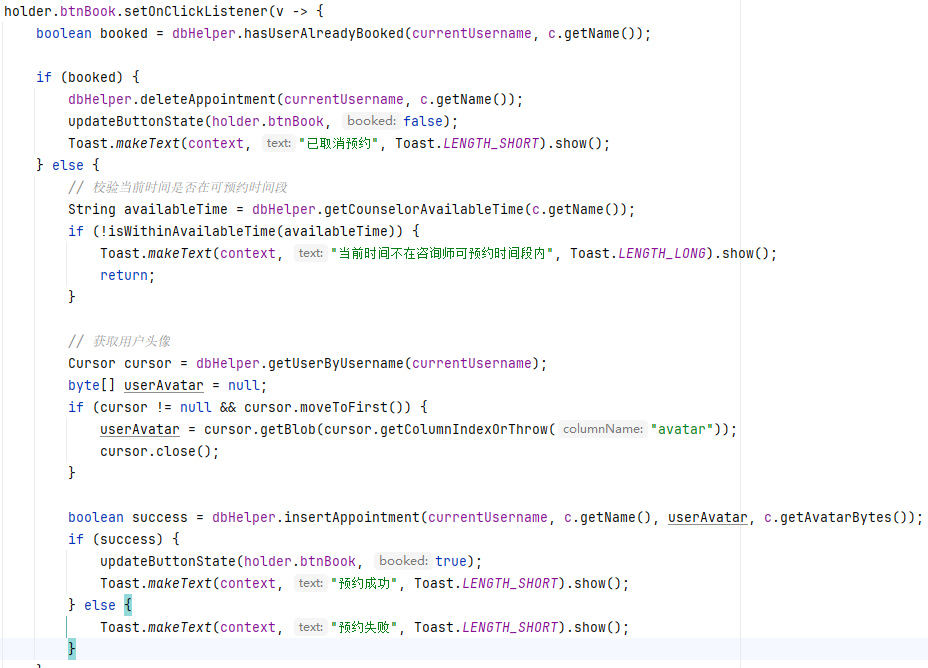 holder.btnBook.setOnClickListener(v -> {
    boolean booked = dbHelper.hasUserAlreadyBooked(currentUsername, c.getName());

    if (booked) {
        dbHelper.deleteAppointment(currentUsername, c.getName());
        updateButtonState(holder.btnBook, booked: false);
        Toast.makeText(context, text: "已取消预约", Toast.LENGTH_SHORT).show();
    } else {
        // 校验当前时间是否在可预约时间段
        String availableTime = dbHelper.getCounselorAvailableTime(c.getName());
        if (!isWithinAvailableTime(availableTime)) {
            Toast.makeText(context, text: "当前时间不在咨询师可预约时间段内", Toast.LENGTH_LONG).show();
            return;
        }

        // 获取用户头像
        Cursor cursor = dbHelper.getUserByUsername(currentUsername);
        byte[] userAvatar = null;
        if (cursor != null && cursor.moveToFirst()) {
            userAvatar = cursor.getBlob(cursor.getColumnIndexOrThrow( columnName: "avatar"));
            cursor.close();
        }

        boolean success = dbHelper.insertAppointment(currentUsername, c.getName(), userAvatar, c.getAvatarBytes());
        if (success) {
            updateButtonState(holder.btnBook, booked: true);
            Toast.makeText(context, text: "预约成功", Toast.LENGTH_SHORT).show();
        } else {
            Toast.makeText(context, text: "预约失败", Toast.LENGTH_SHORT).show();
        }
    }